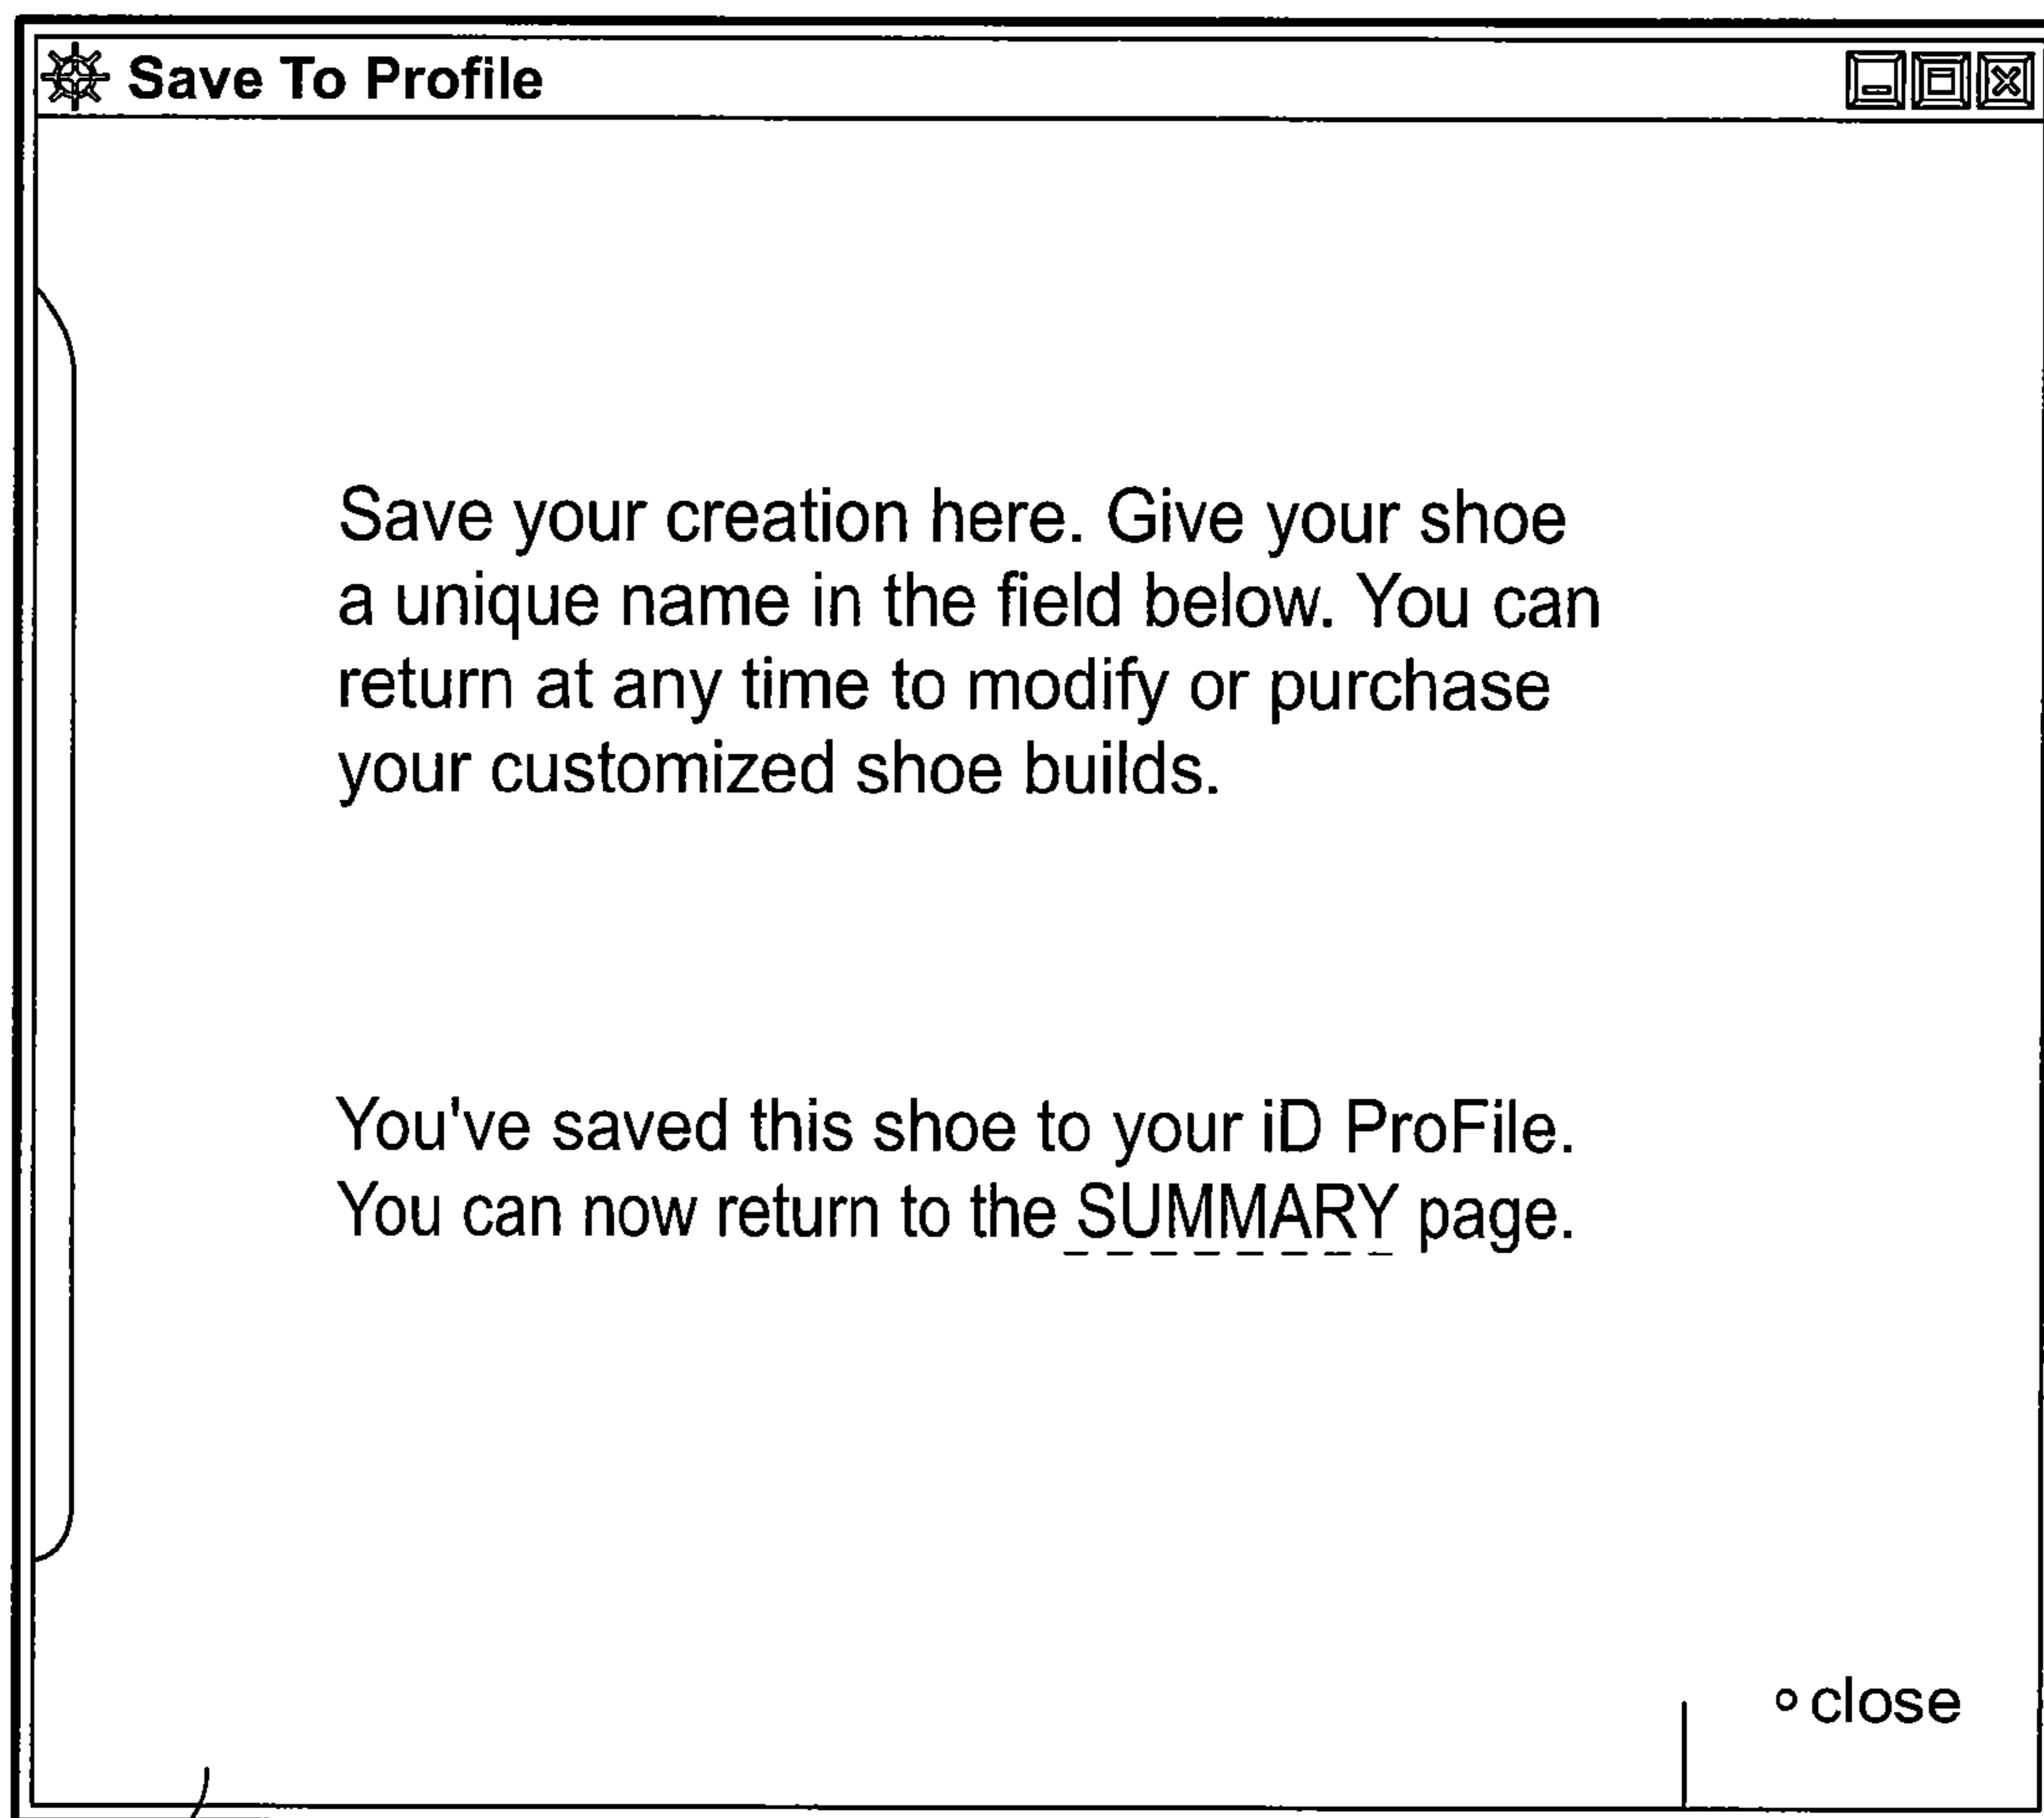 Save To Profile
Save your creation here. Give your shoe
a unique name in the field below. You can
return at any time to modify or purchase
your customized shoe builds.
You've saved this shoe to your iD ProFile.
You can now return to the SUMMARY page.
close